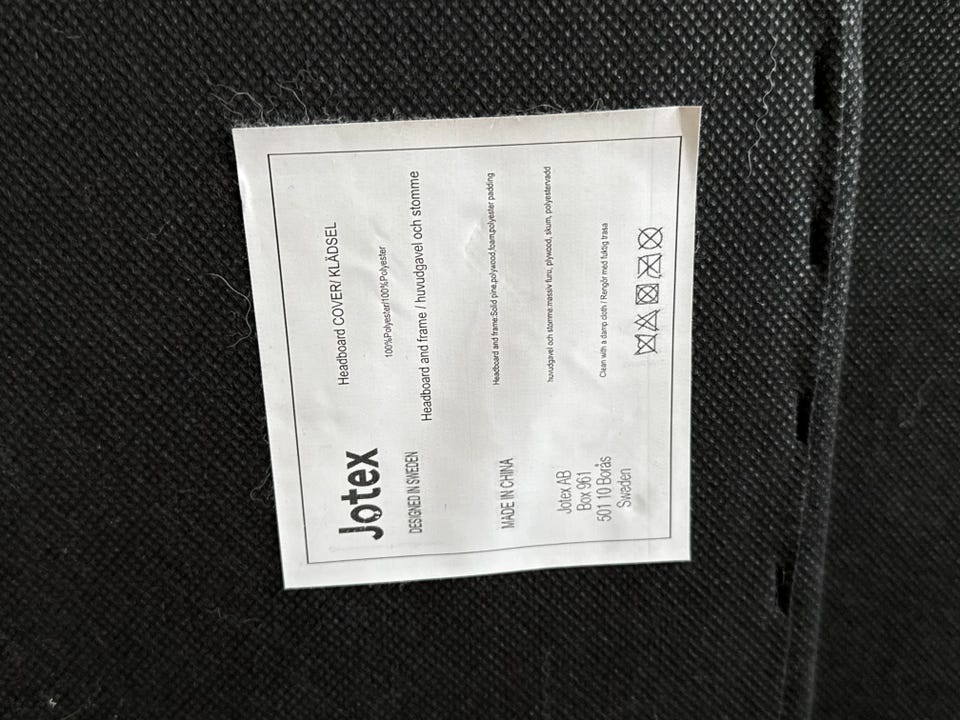 Jotex
DESIGNED IN SWEDEN
MADE IN CHINA
Jotex AB
Box 961
501 10 Borås
Sweden
Headboard COVER/ KLÄDSEL
100%Polyester/100%Polyester
Headboard and frame / huvudgavel och stomme
Headboard and frame:Solid pine,polywood,foam,polyester padding
huvudgavel och stomme:massiv furu, plywood, skum, polyestervadd
Clean with a damp cloth / Rengör med fuktig trasa